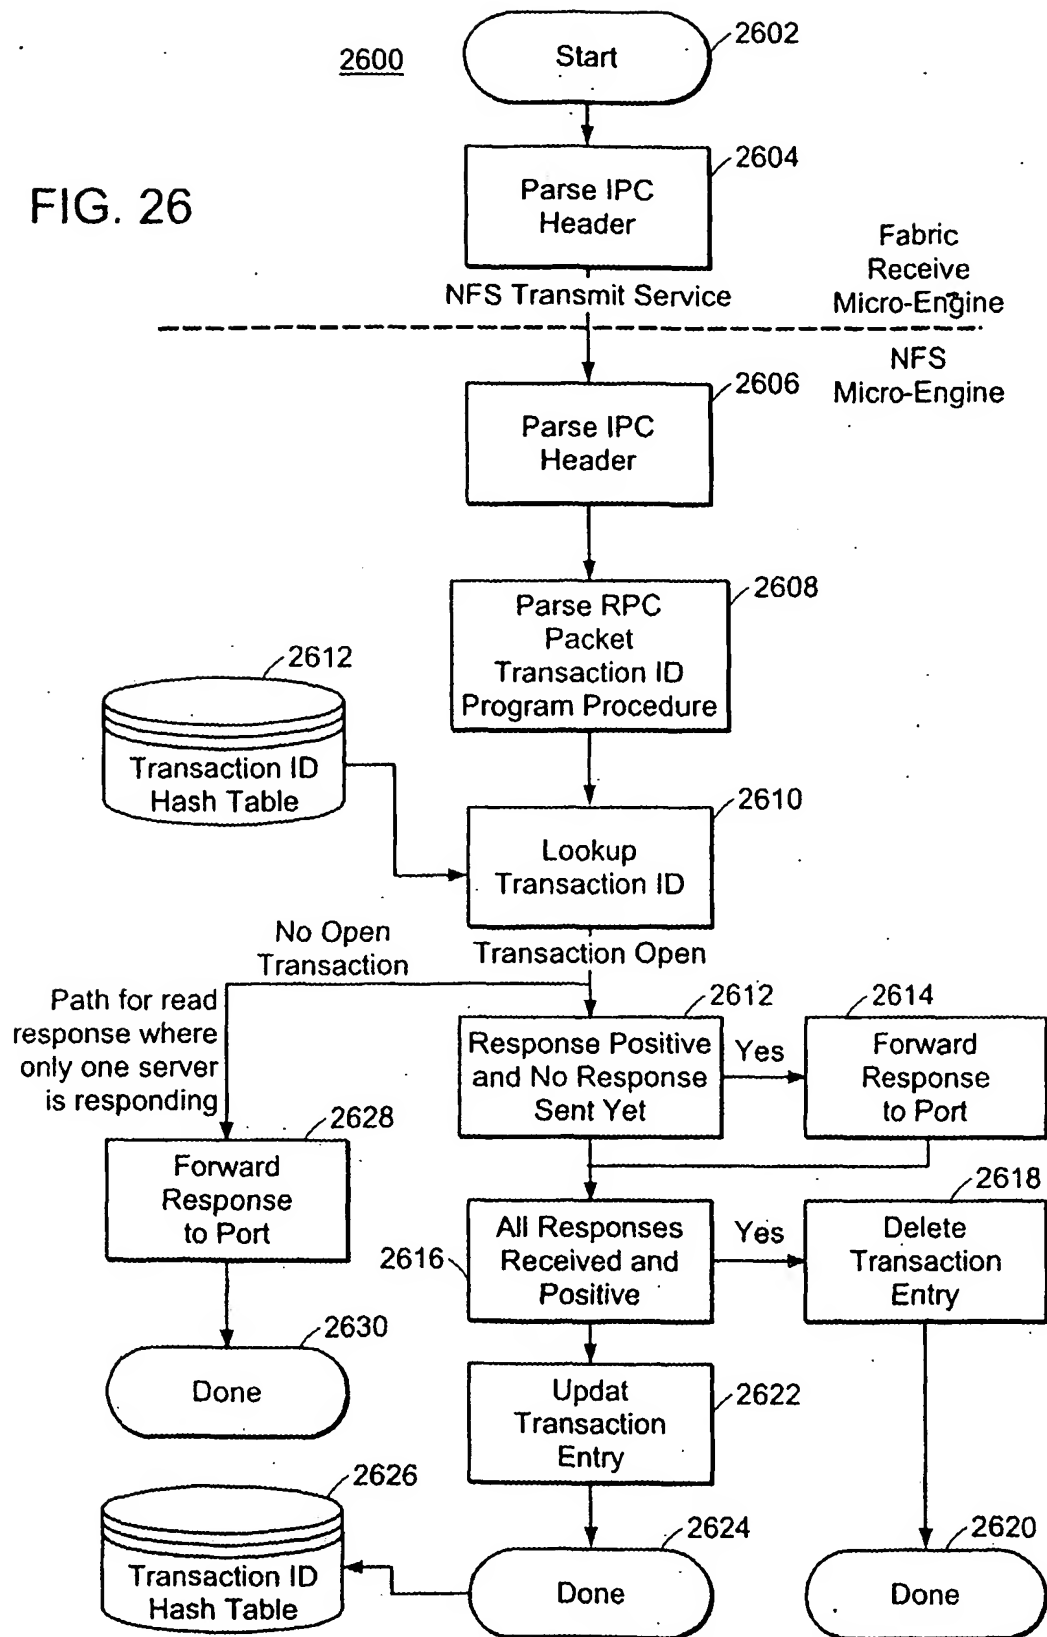 2600
Start
2602
FIG. 26
Parse IPC
Header
2604
Fabric
Receive
Micro-Engine
NFS Transmit Service
NFS
Micro-Engine
Parse IPC
Header
2606
Parse RPC
Packet
Transaction ID
Program Procedure
2608
2612
Transaction ID
Hash Table
Lookup
Transaction ID
2610
No Open
Transaction
Transaction Open
Path for read
response where
only one server
is responding
2612
Response Positive
and No Response
Sent Yet
Yes
2614
Forward
Response
to Port
2628
Forward
Response
to Port
2616
All Responses
Received and
Positive
Yes
2618
Delete
Transaction
Entry
2630
Done
Updat
Transaction
Entry
2622
2626
Transaction ID
Hash Table
2624
Done
2620
Done